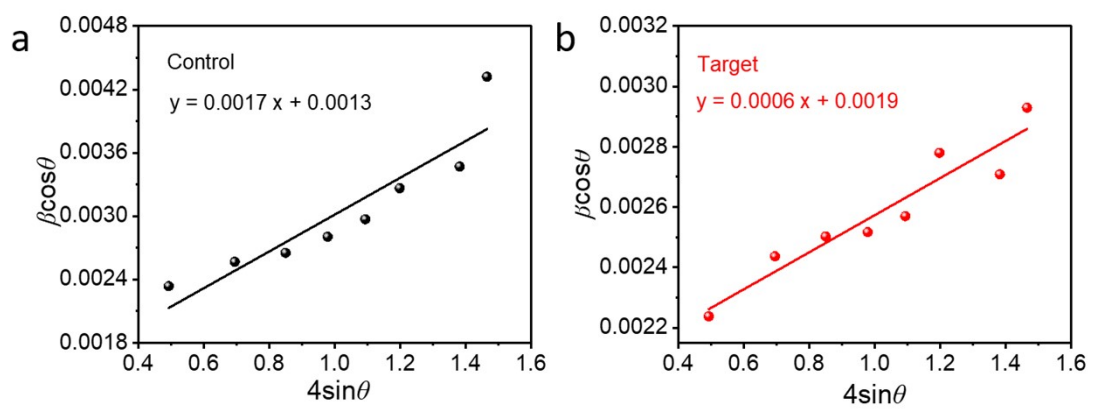 a
0.0048
0.0042
0.0036
0.0030
0.0024
0.0018
βcosθ
Control
y = 0.0017 x + 0.0013
0.4 0.6 0.8 1.0 1.2 1.4 1.6
4sinθ
b
0.0032
0.0030
0.0028
0.0026
0.0024
0.0022
βcosθ
Target
y = 0.0006 x + 0.0019
0.4 0.6 0.8 1.0 1.2 1.4 1.6
4sinθ